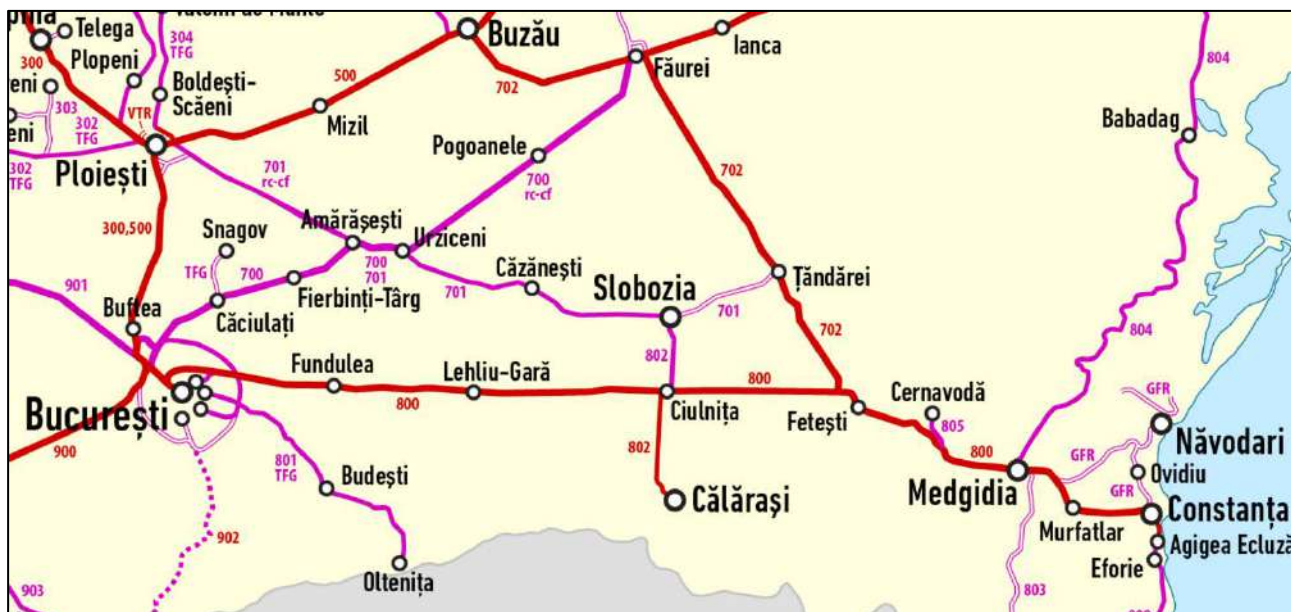 Telega
304
TFG
Buzău
Ianca
804
300
Plopeni
Făurei
eni
Boldești-
Scăeni
500
702
303
VTR
Mizil
Babadag
302
TFG
eni
Pogoanele
702
302
TFG
Ploiești
701
rc-cf
700
rc-cf
300,500
Snagov
Amărășești
Urziceni
TFG
700
700
701
Căzănești
Țăndărei
901
Fierbinți-Târg
701
Slobozia
701
Buftea
Căciulați
702
804
802
Fundulea
Lehliu-Gară
800
Cernavodă
GFR
București
800
Ciulnița
Fetești
805
Năvodari
900
801
TFG
802
800
GFR
Ovidiu
Budești
Medgidia
GFR
Călărași
Constanța
902
Murfatlar
Agigea Ecluză
Oltenița
Eforie
903
803